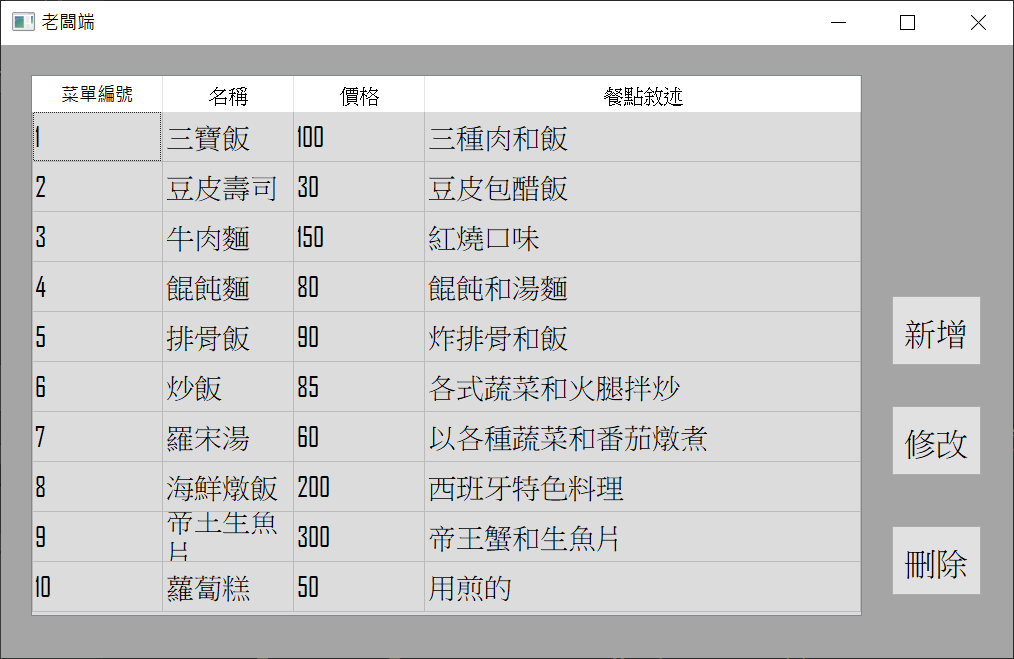 老闆端
菜單編號 名稱 價格 餐點敘述
1 三寶飯 100 三種肉和飯
2 豆皮壽司 30 豆皮包醋飯
3 牛肉麵 150 紅燒口味
4 餛飩麵 80 餛飩和湯麵
5 排骨飯 90 炸排骨和飯
6 炒飯 85 各式蔬菜和火腿拌炒
7 羅宋湯 60 以各種蔬菜和番茄燉煮
8 海鮮燉飯 200 西班牙特色料理
9 帝王生魚片 300 帝王蟹和生魚片
10 蘿蔔糕 50 用煎的
新增
修改
刪除